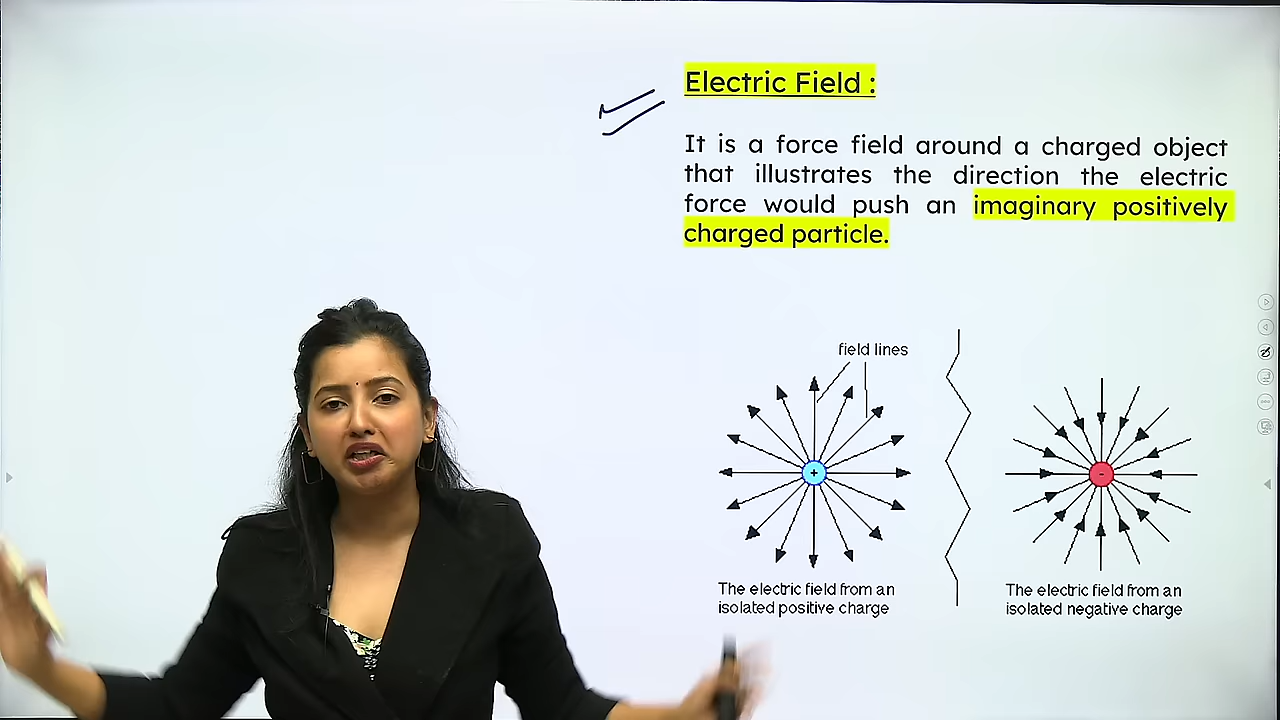 Electric Field :
It is a force field around a charged object
that illustrates the direction the electric
force would push an imaginary positively
charged particle.
field lines
+
-
The electric field from an
isolated positive charge
The electric field from an
isolated negative charge